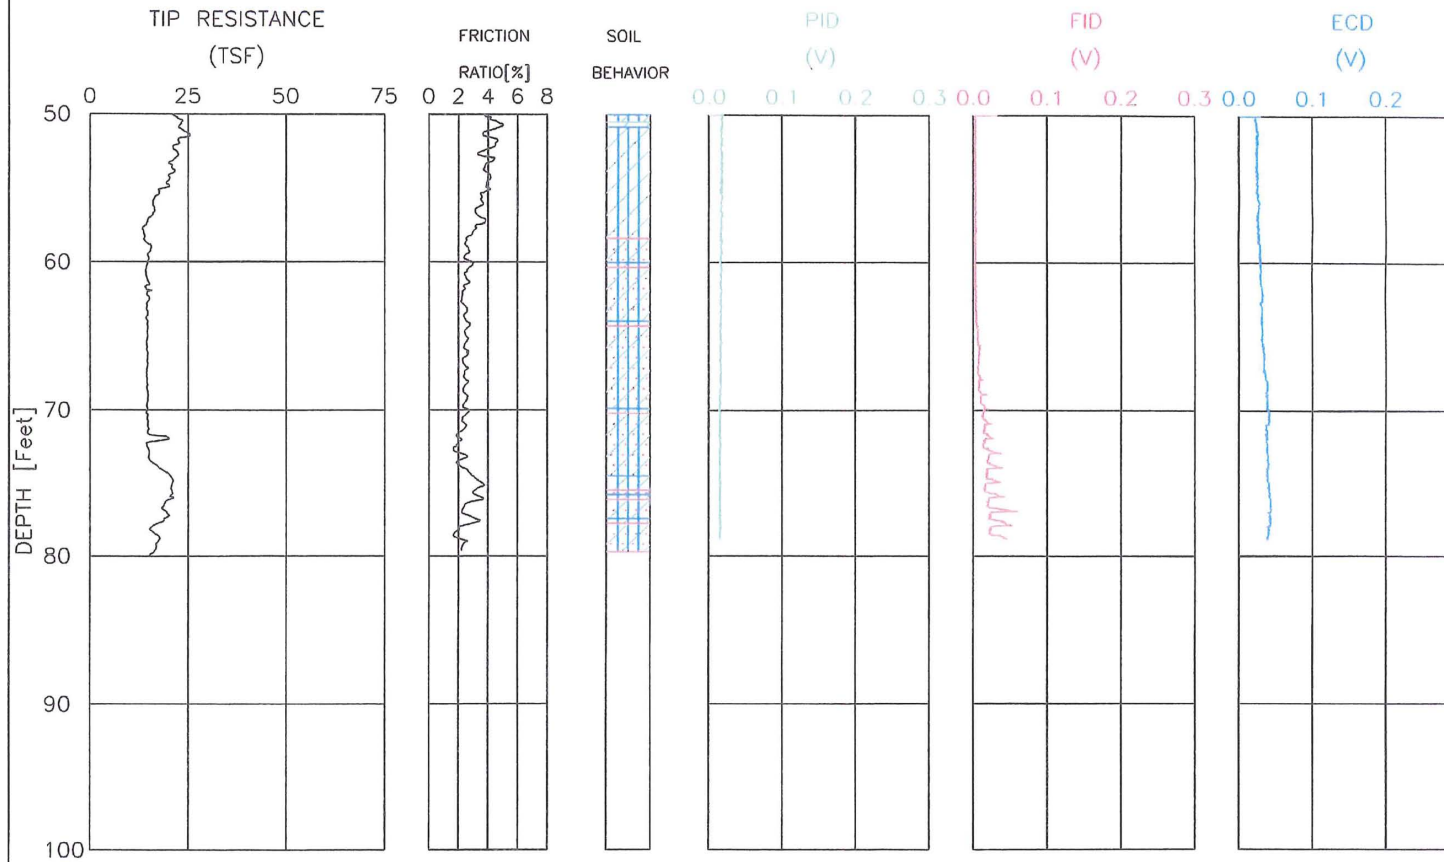 TIP RESISTANCE
(TSF)
0 25 50 75
FRICTION
RATIO[%]
0 2 4 6 8
SOIL
BEHAVIOR
PID
(V)
0.0 0.1 0.2 0.3
FID
(V)
0.0 0.1 0.2 0.3
ECD
(V)
0.0 0.1 0.2
DEPTH [Feet]
50
60
70
80
90
100